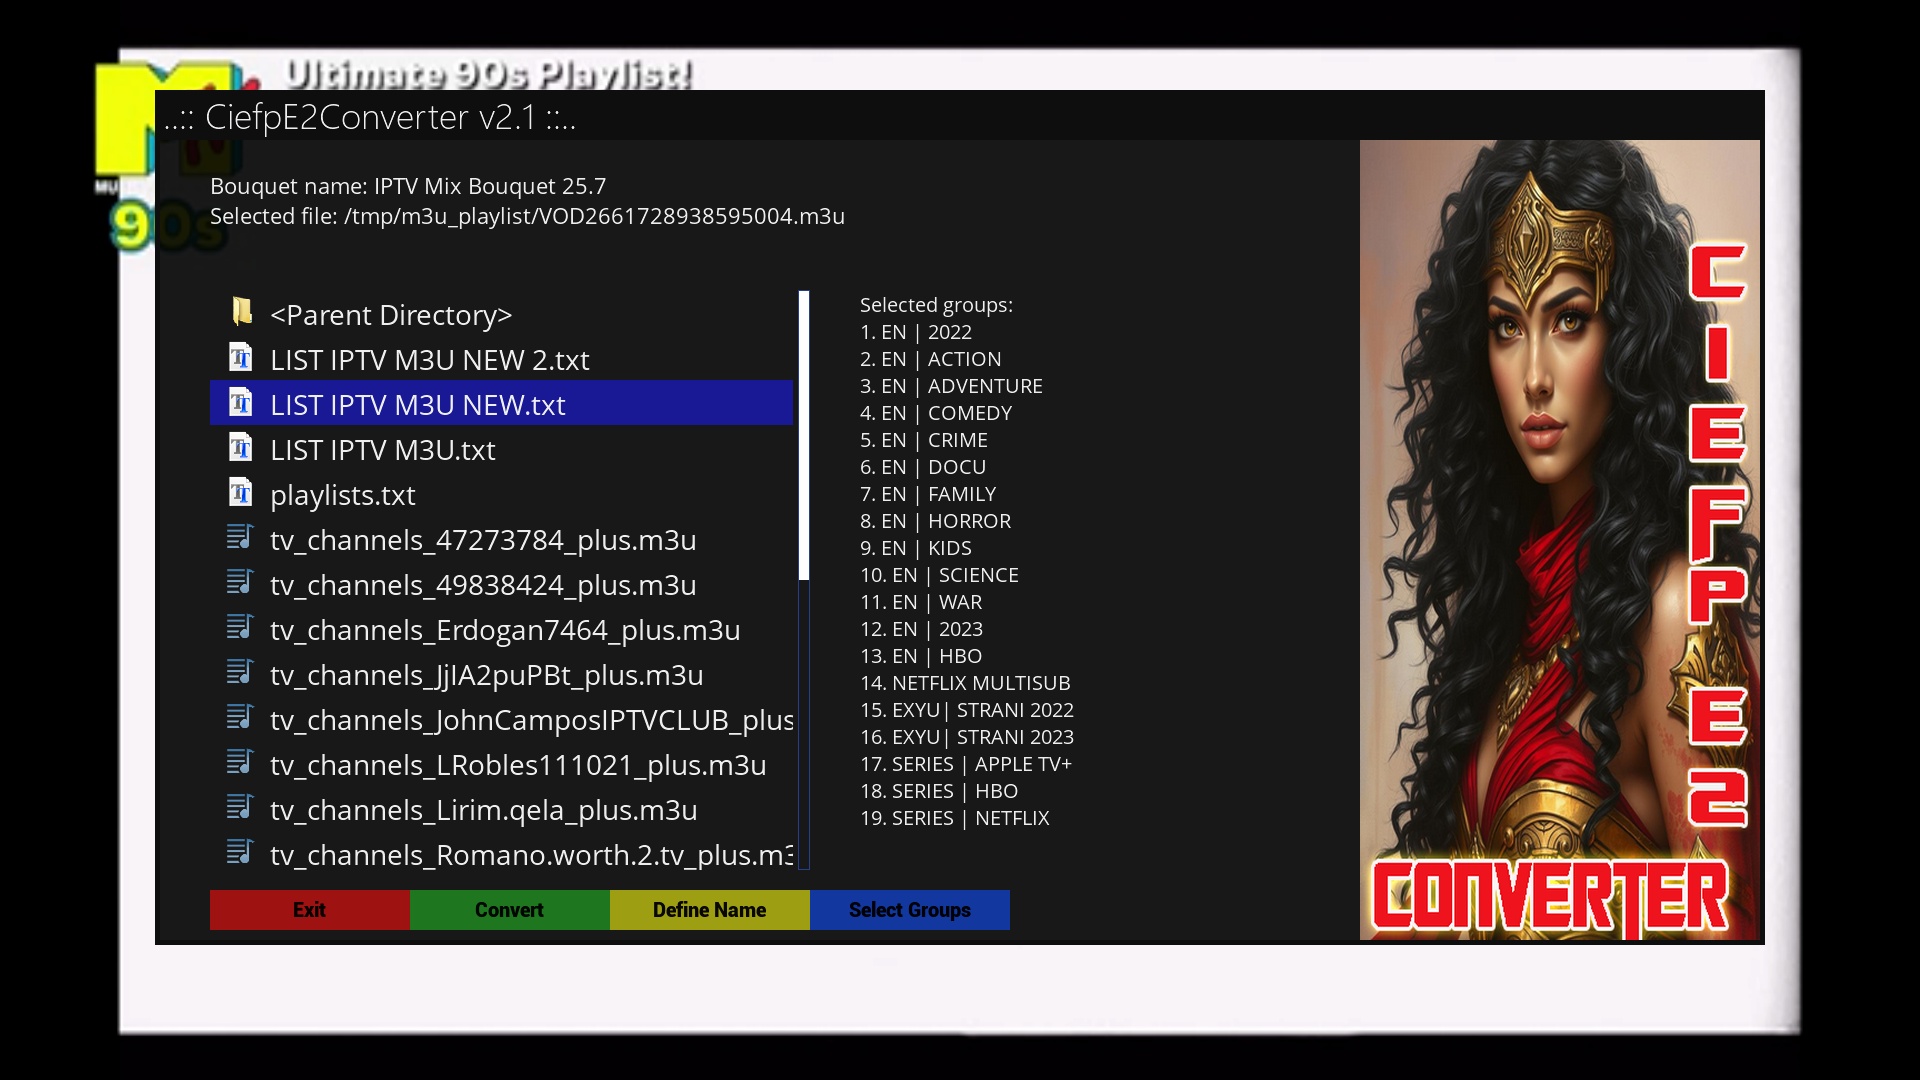 Ultimate 90s Playlist!
..:: CiefpE2Converter v2.1 ::..
MU
90s
Bouquet name: IPTV Mix Bouquet 25.7
Selected file: /tmp/m3u_playlist/VOD2661728938595004.m3u
<Parent Directory>
LIST IPTV M3U NEW 2.txt
LIST IPTV M3U NEW.txt
LIST IPTV M3U.txt
playlists.txt
tv_channels_47273784_plus.m3u
tv_channels_49838424_plus.m3u
tv_channels_Erdogan7464_plus.m3u
tv_channels_JjIA2puPBt_plus.m3u
tv_channels_JohnCamposIPTVCLUB_plus
tv_channels_LRobles111021_plus.m3u
tv_channels_Lirim.qela_plus.m3u
tv_channels_Romano.worth.2.tv_plus.m3
Selected groups:
1. EN | 2022
2. EN | ACTION
3. EN | ADVENTURE
4. EN | COMEDY
5. EN | CRIME
6. EN | DOCU
7. EN | FAMILY
8. EN | HORROR
9. EN | KIDS
10. EN | SCIENCE
11. EN | WAR
12. EN | 2023
13. EN | HBO
14. NETFLIX MULTISUB
15. EXYU| STRANI 2022
16. EXYU| STRANI 2023
17. SERIES | APPLE TV+
18. SERIES | HBO
19. SERIES | NETFLIX
CIEFP E2
CONVERTER
Exit
Convert
Define Name
Select Groups